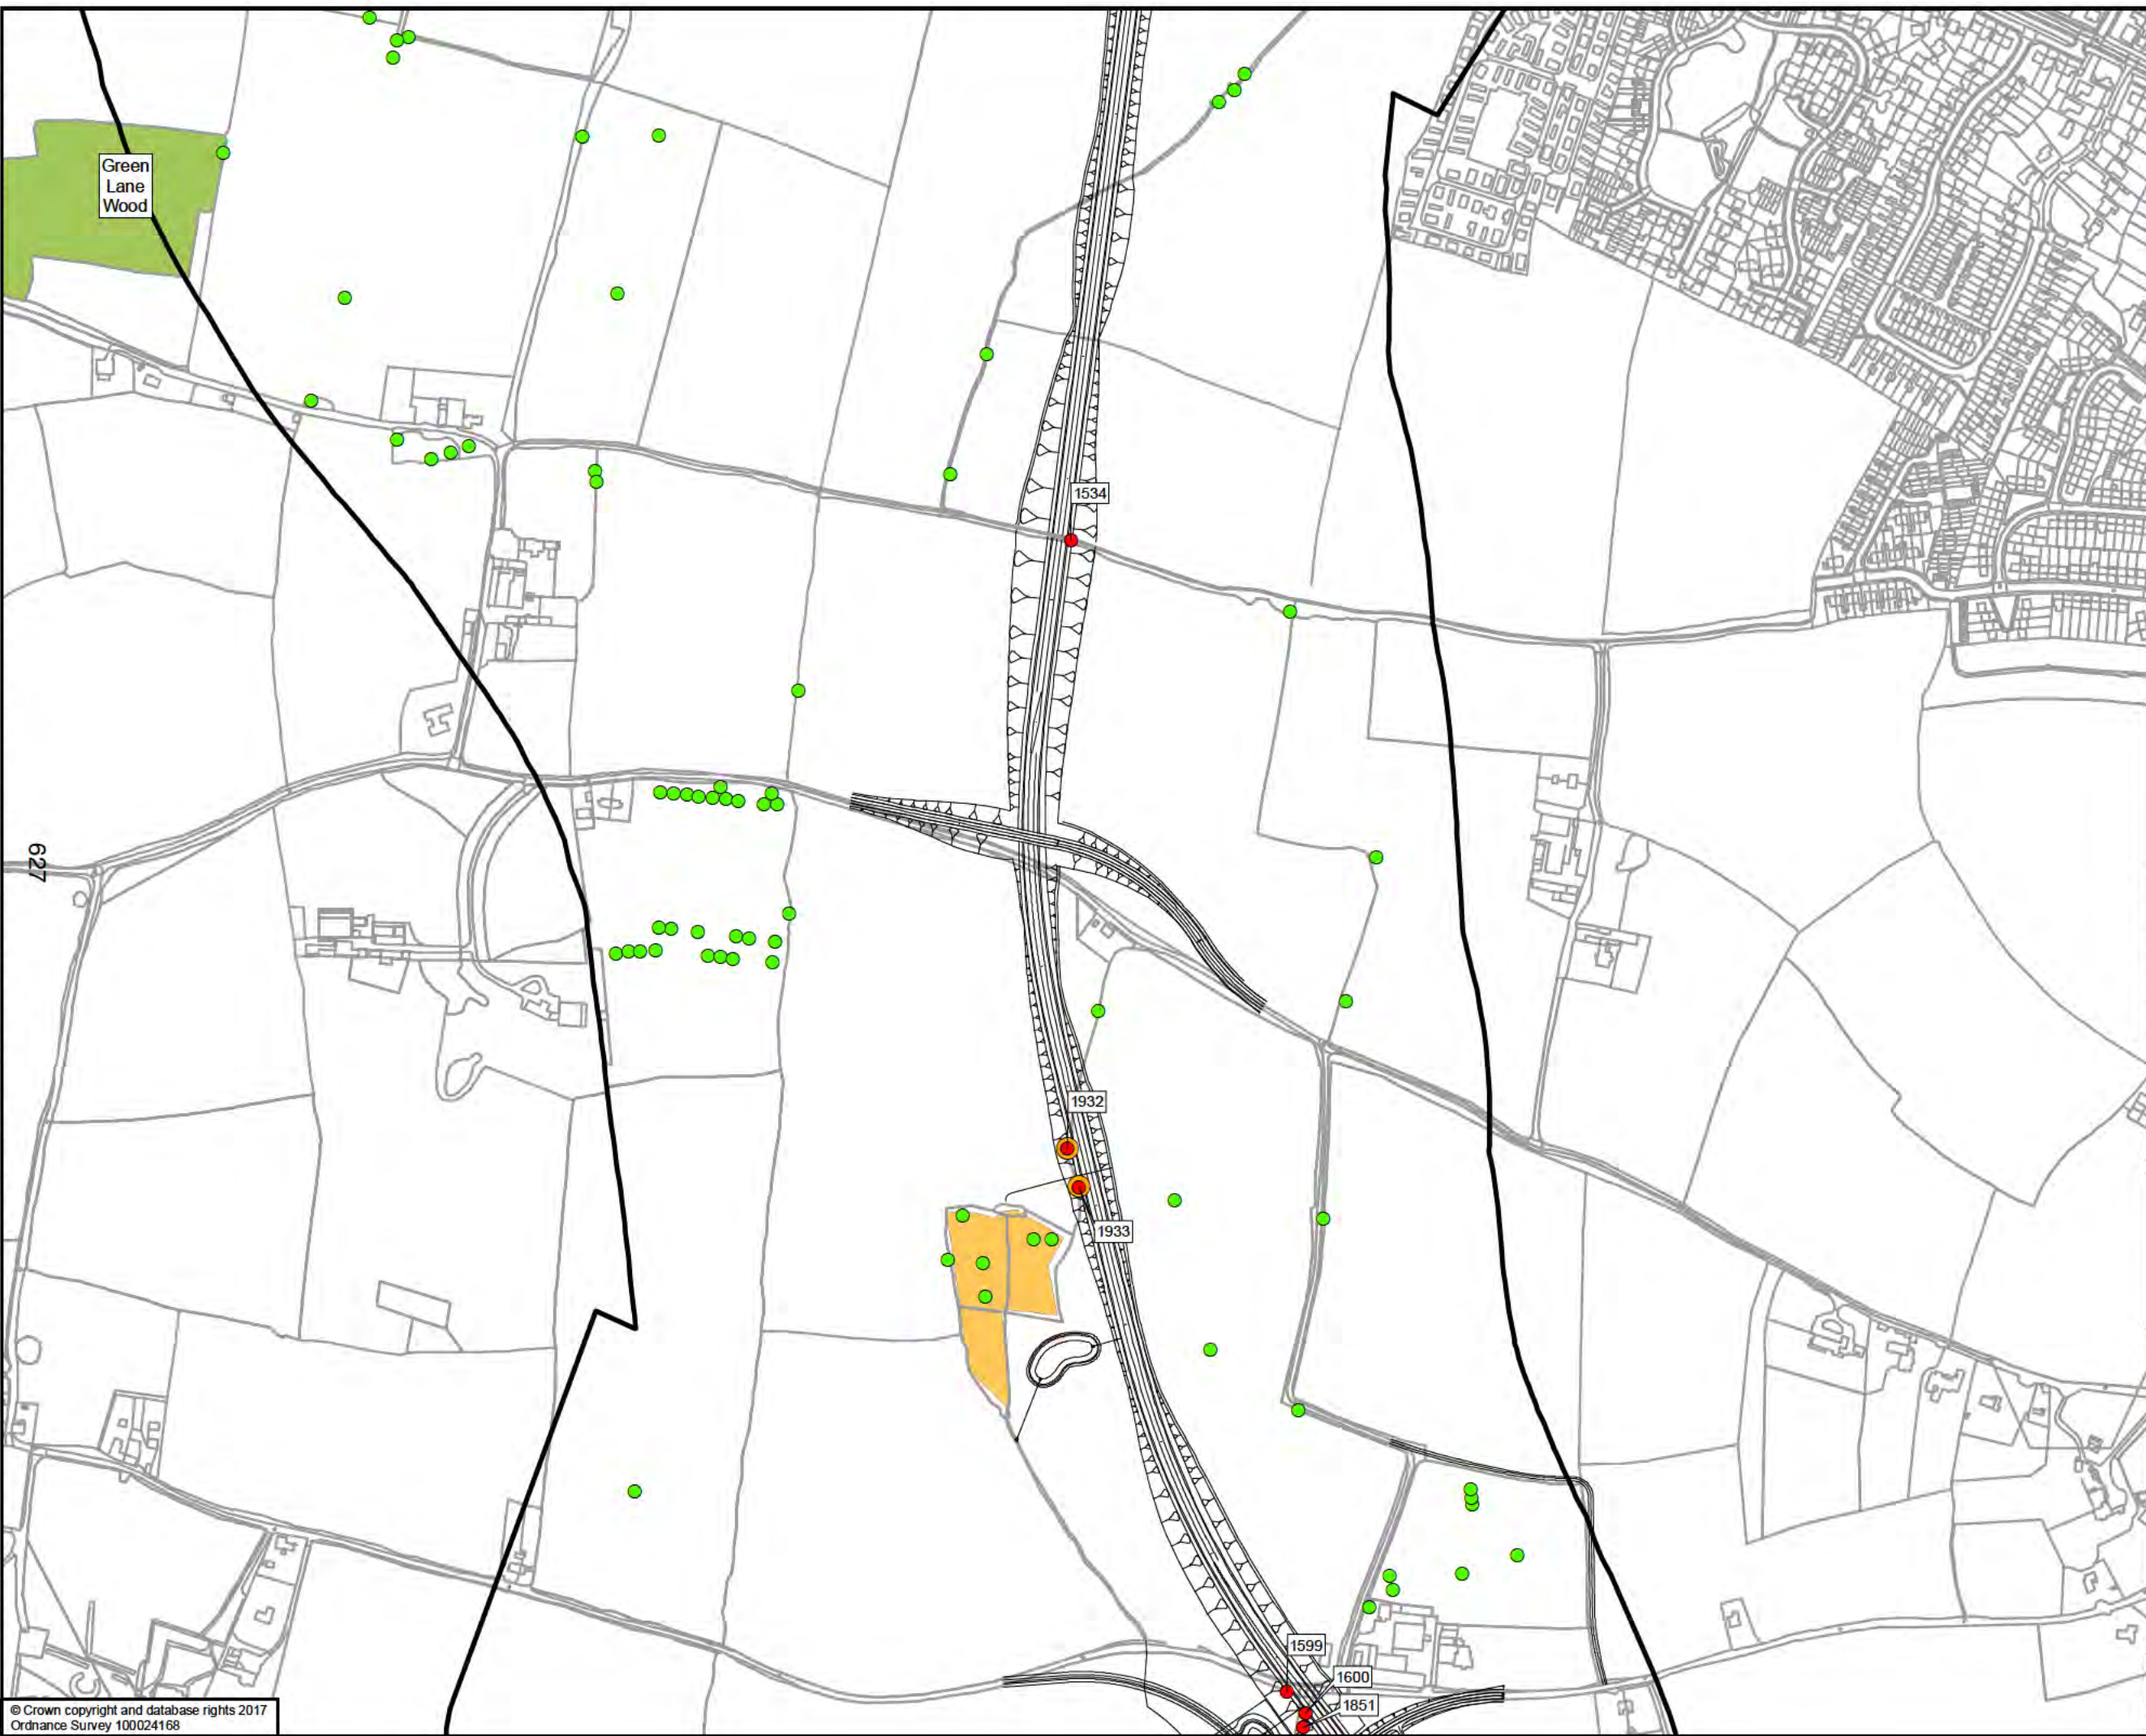 Green
Lane
Wood
1534
627
1932
1933
1599
1600
1851
© Crown copyright and database rights 2017
Ordnance Survey 100024168